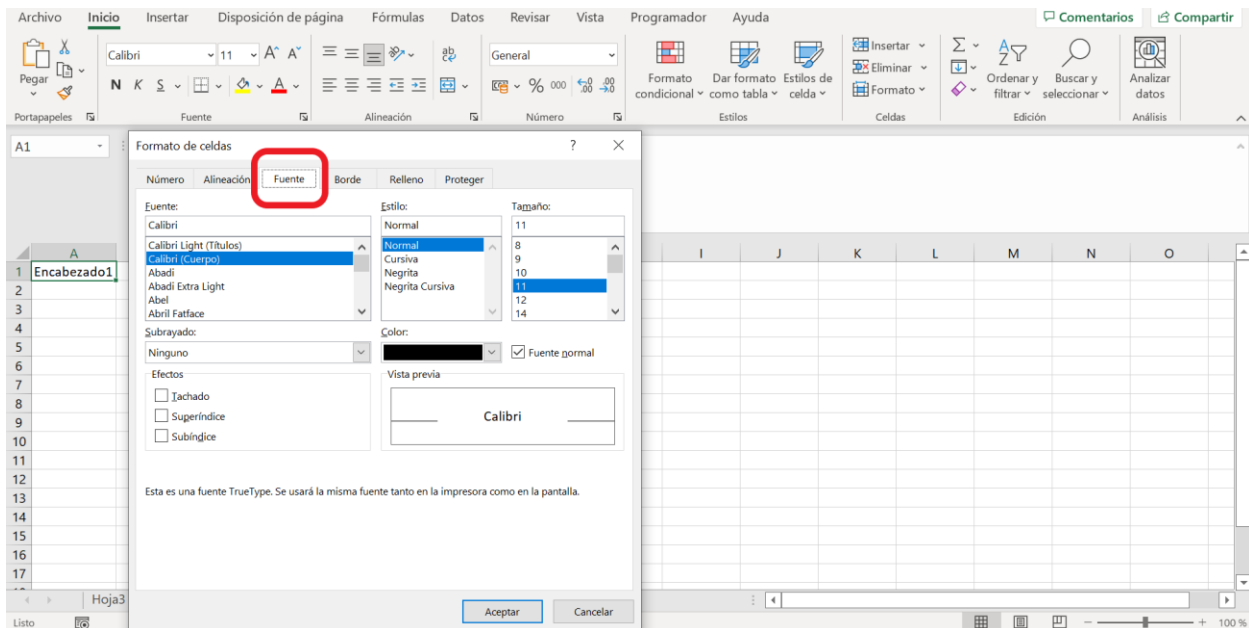 Archivo Inicio Insertar Disposición de página Fórmulas Datos Revisar Vista Programador Ayuda Comentarios Compartir
Pegar
Calibri 11 A^ A˅
N K S A
ab
General
% 000
Formato condicional
Dar formato como tabla
Estilos de celda
Insertar
Eliminar
Formato
Ordenar y filtrar
Buscar y seleccionar
Analizar datos
Portapapeles Fuente Alineación Número Estilos Celdas Edición Análisis
A1
Formato de celdas ? ×
Número Alineación Fuente Borde Relleno Proteger
Fuente: Estilo: Tamaño:
Calibri Normal 11
Calibri Light (Títulos) Normal 8
Calibri (Cuerpo) Cursiva 9
Abadi Negrita 10
Abadi Extra Light Negrita Cursiva 11
Abel 12
Abril Fatface 14
Subrayado: Color:
Ninguno Fuente normal
Efectos Vista previa
Tachado
Superíndice
Subíndice
Calibri
Esta es una fuente TrueType. Se usará la misma fuente tanto en la impresora como en la pantalla.
Aceptar Cancelar
A I J K L M N O
1 Encabezado1
2
3
4
5
6
7
8
9
10
11
12
13
14
15
16
17
Hoja3
Listo 100 %